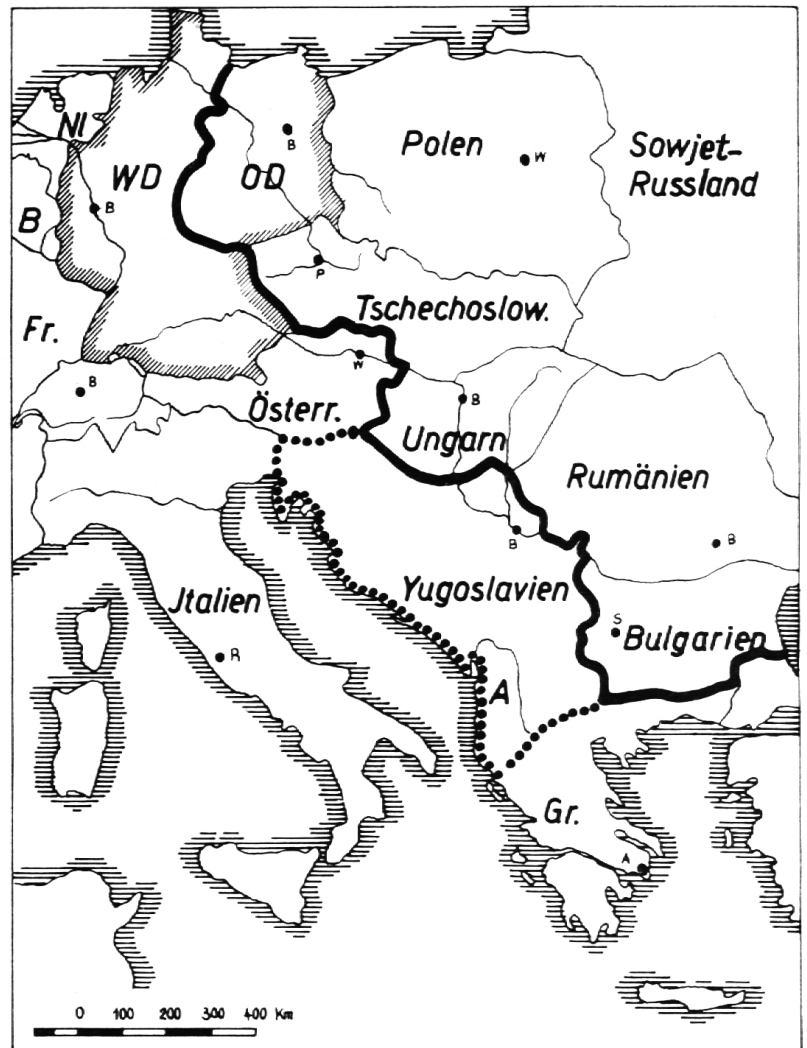 Nl
WD
OD
B
Polen
W
Sowjet-
Russland
B
B
P
Tschechoslow.
Fr.
B
W
Österr.
B
Ungarn
Rumänien
B
B
Jtalien
Yugoslavien
S
Bulgarien
R
A
Gr.
A
0 100 200 300 400 Km